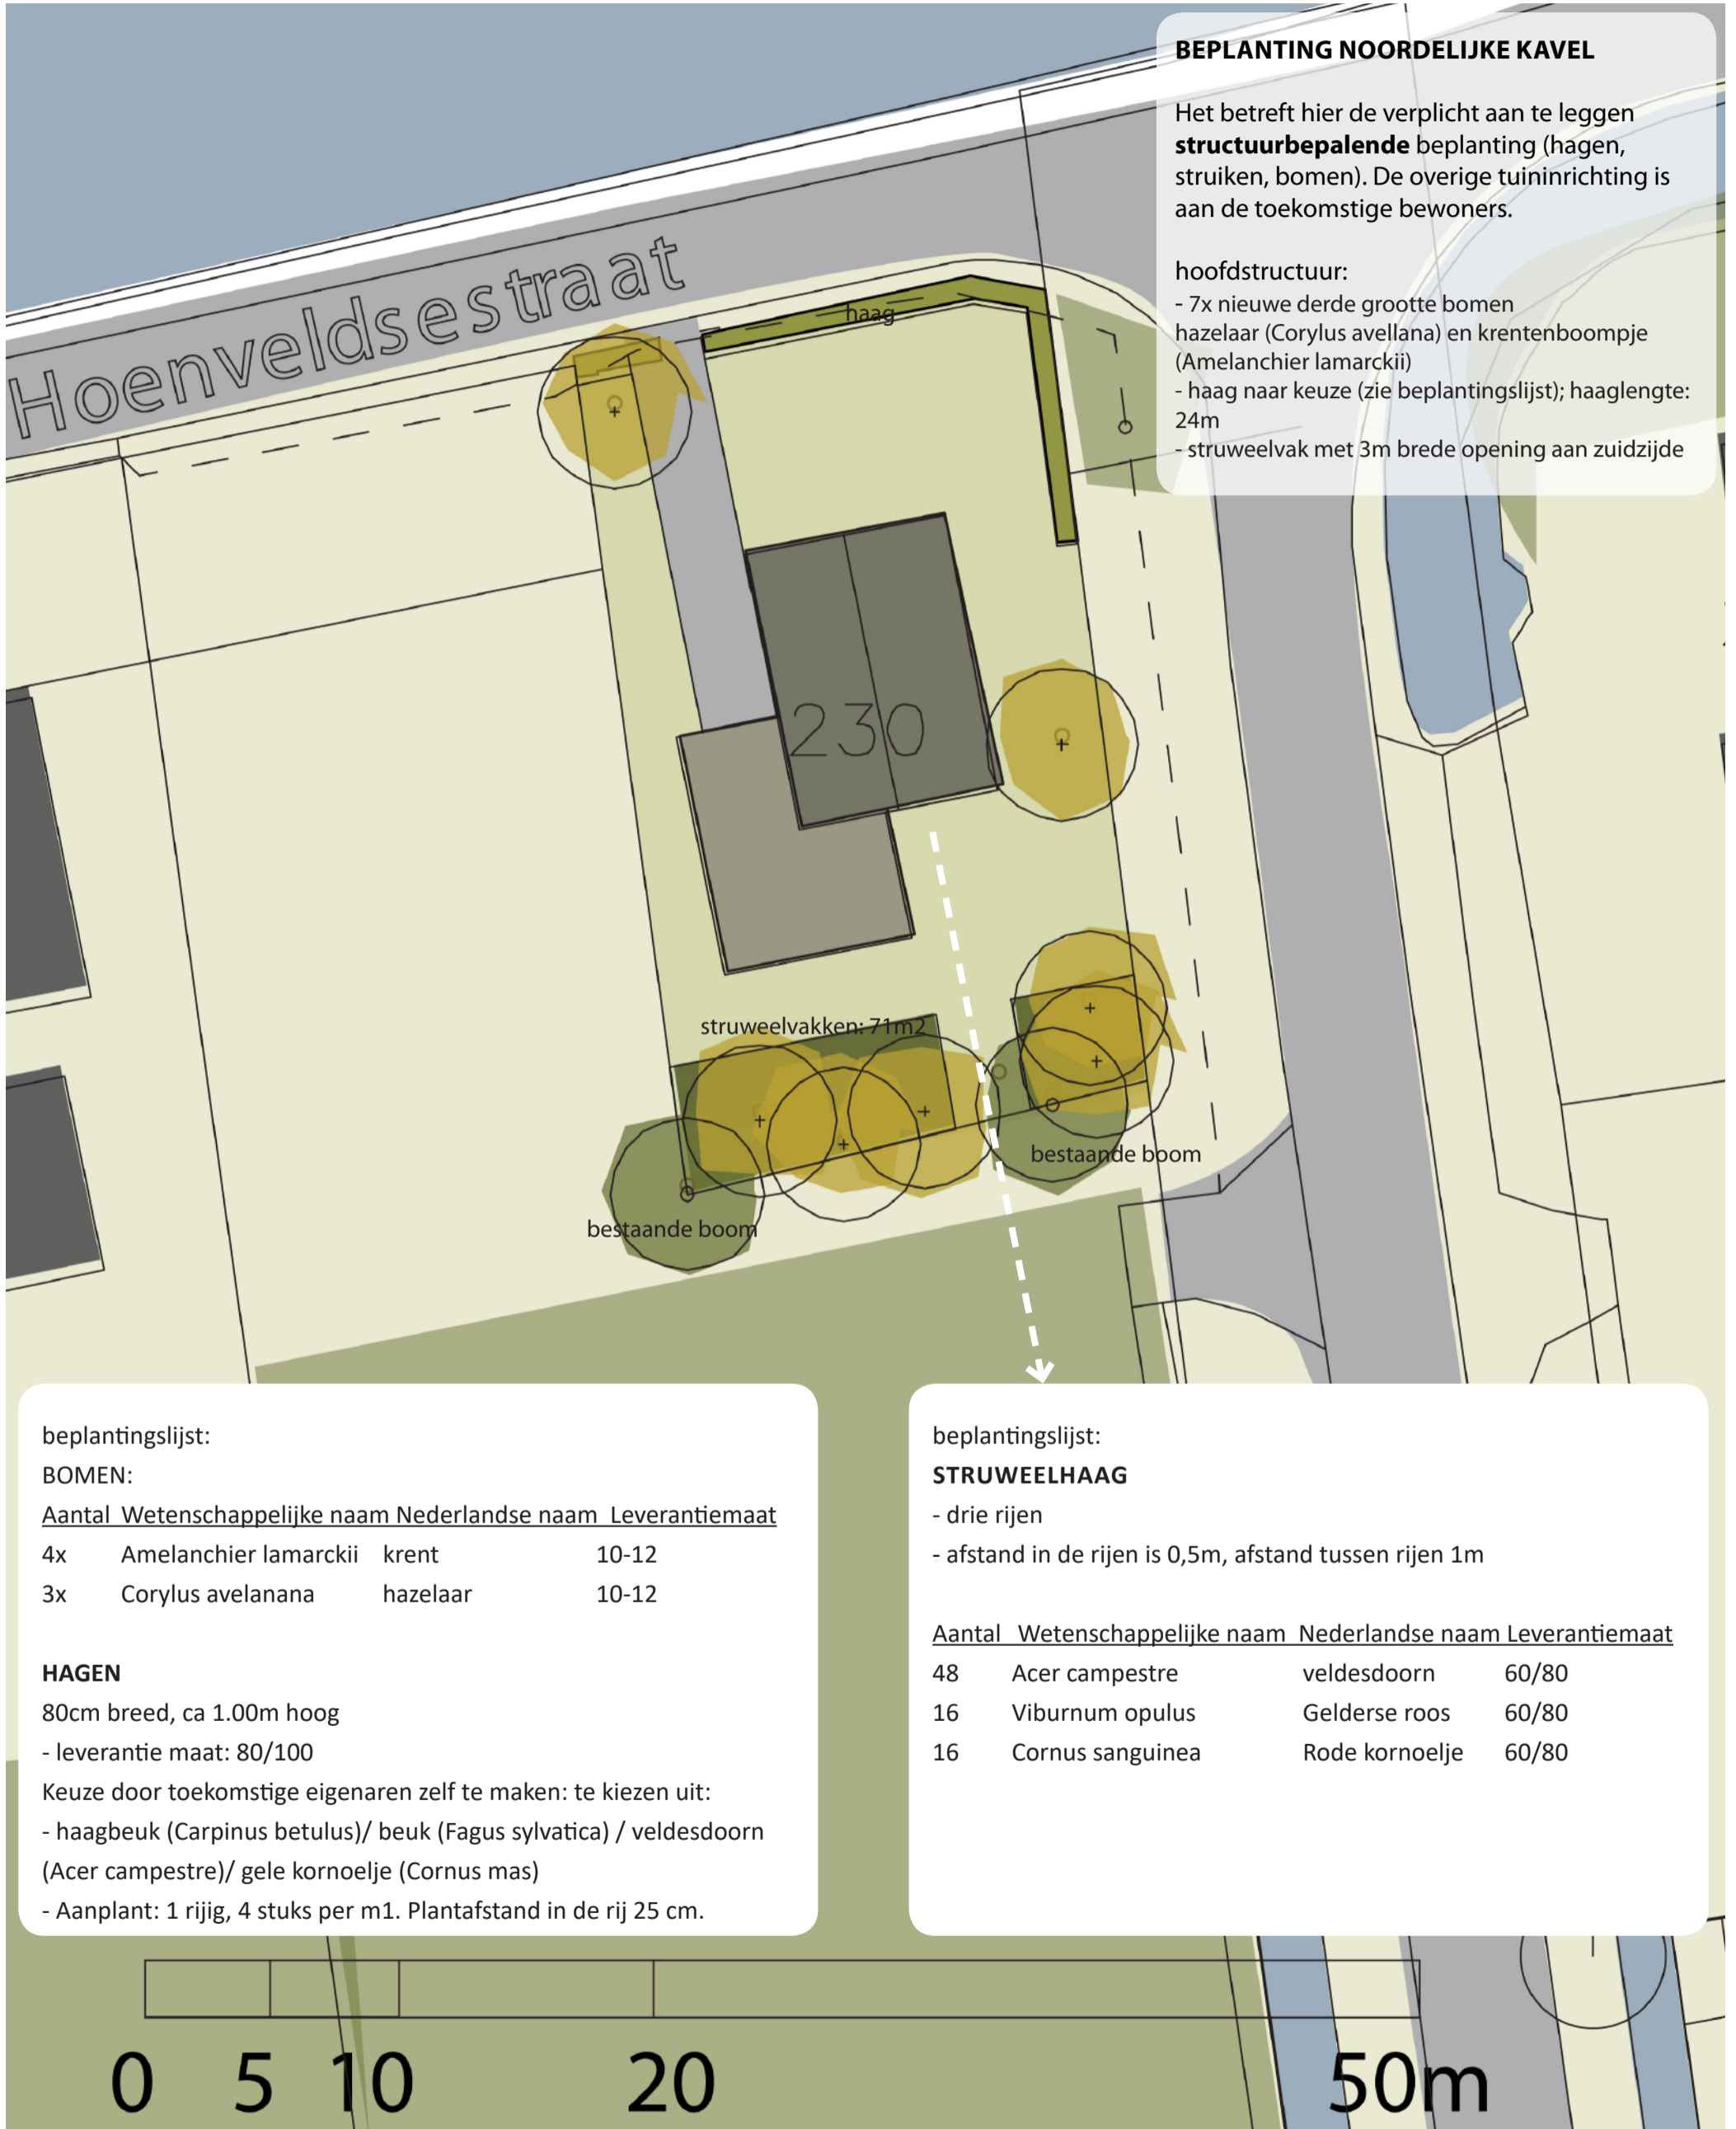 BEPLANTING NOORDELIJKE KAVEL
Het betreft hier de verplicht aan te leggen
structuurbepalende beplanting (hagen,
struiken, bomen). De overige tuininrichting is
aan de toekomstige bewoners.
hoofdstructuur:
- 7x nieuwe derde grootte bomen
hazelaar (Corylus avellana) en krentenboompje
(Amelanchier lamarckii)
- haag naar keuze (zie beplantingslijst); haaglengte:
24m
- struweelvak met 3m brede opening aan zuidzijde
Hoenveldsestraat
haag
230
struweelvakken: 71m2
bestaande boom
bestaande boom
beplantingslijst:
BOMEN:
Aantal Wetenschappelijke naam Nederlandse naam Leverantiemaat
4x Amelanchier lamarckii krent 10-12
3x Corylus avelanana hazelaar 10-12
HAGEN
80cm breed, ca 1.00m hoog
- leverantie maat: 80/100
Keuze door toekomstige eigenaren zelf te maken: te kiezen uit:
- haagbeuk (Carpinus betulus)/ beuk (Fagus sylvatica) / veldesdoorn
(Acer campestre)/ gele kornoelje (Cornus mas)
- Aanplant: 1 rijig, 4 stuks per m1. Plantafstand in de rij 25 cm.
beplantingslijst:
STRUWEELHAAG
- drie rijen
- afstand in de rijen is 0,5m, afstand tussen rijen 1m
Aantal Wetenschappelijke naam Nederlandse naam Leverantiemaat
48 Acer campestre veldesdoorn 60/80
16 Viburnum opulus Gelderse roos 60/80
16 Cornus sanguinea Rode kornoelje 60/80
0 5 10 20 50m